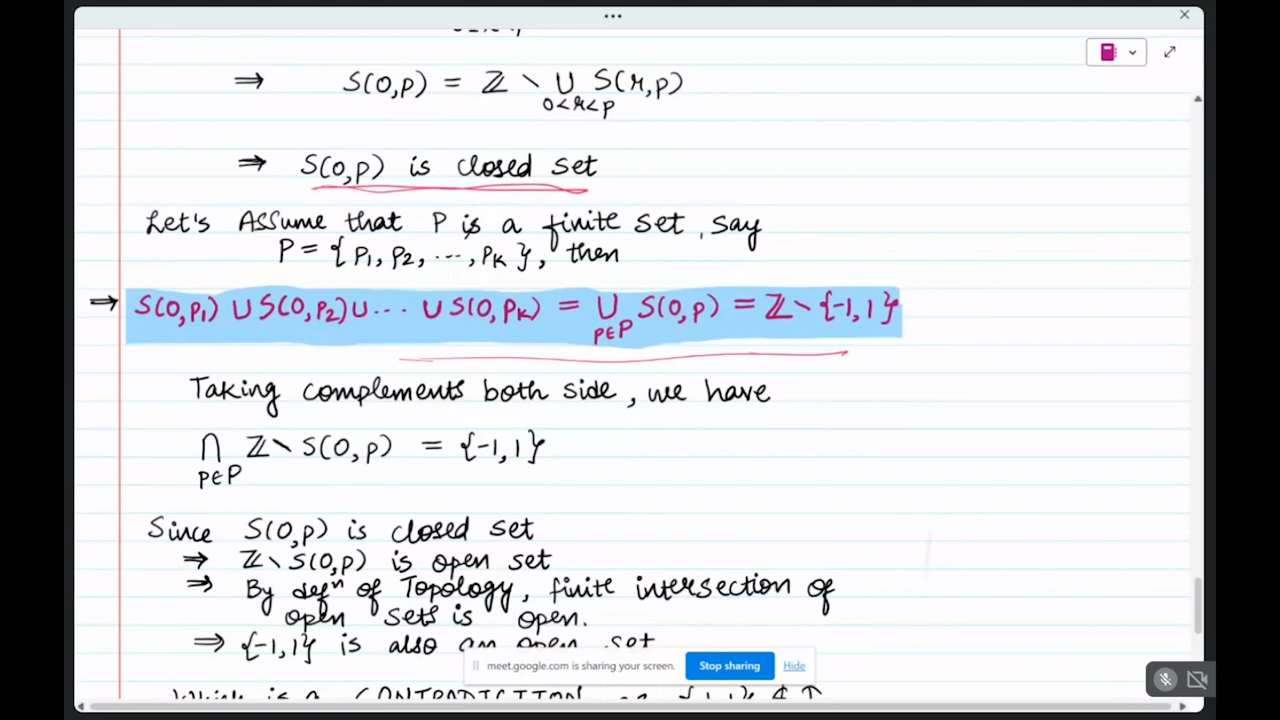 ⇒ S(0,p) = ℤ \ ∪ S(r,p)
0<r<p
⇒ S(0,p) is closed set
Let's Assume that P is a finite set, say
P = { p1, p2, ..., pk }, then
⇒ S(0,p1) ∪ S(0,p2) ∪ ... ∪ S(0,pk) = ∪ S(0,p) = ℤ \ {-1,1}
p∈P
Taking complements both side, we have
∩ ℤ \ S(0,p) = {-1,1}
p∈P
Since S(0,p) is closed set
⇒ ℤ \ S(0,p) is open set
⇒ By defⁿ of Topology, finite intersection of
open sets is open.
⇒ {-1,1} is also an open set
meet.google.com is sharing your screen. Stop sharing Hide
Which is a CONTRADICTION